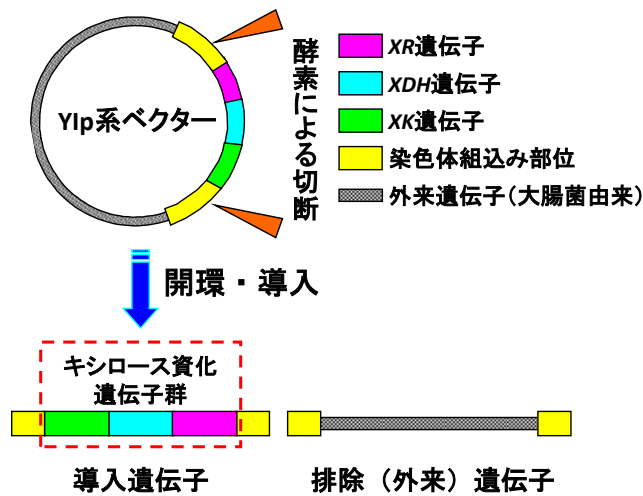 YIp系ベクター
酵素による切断
XR遺伝子
XDH遺伝子
XK遺伝子
染色体組込み部位
外来遺伝子(大腸菌由来)
開環・導入
キシロース資化
遺伝子群
導入遺伝子
排除（外来）遺伝子